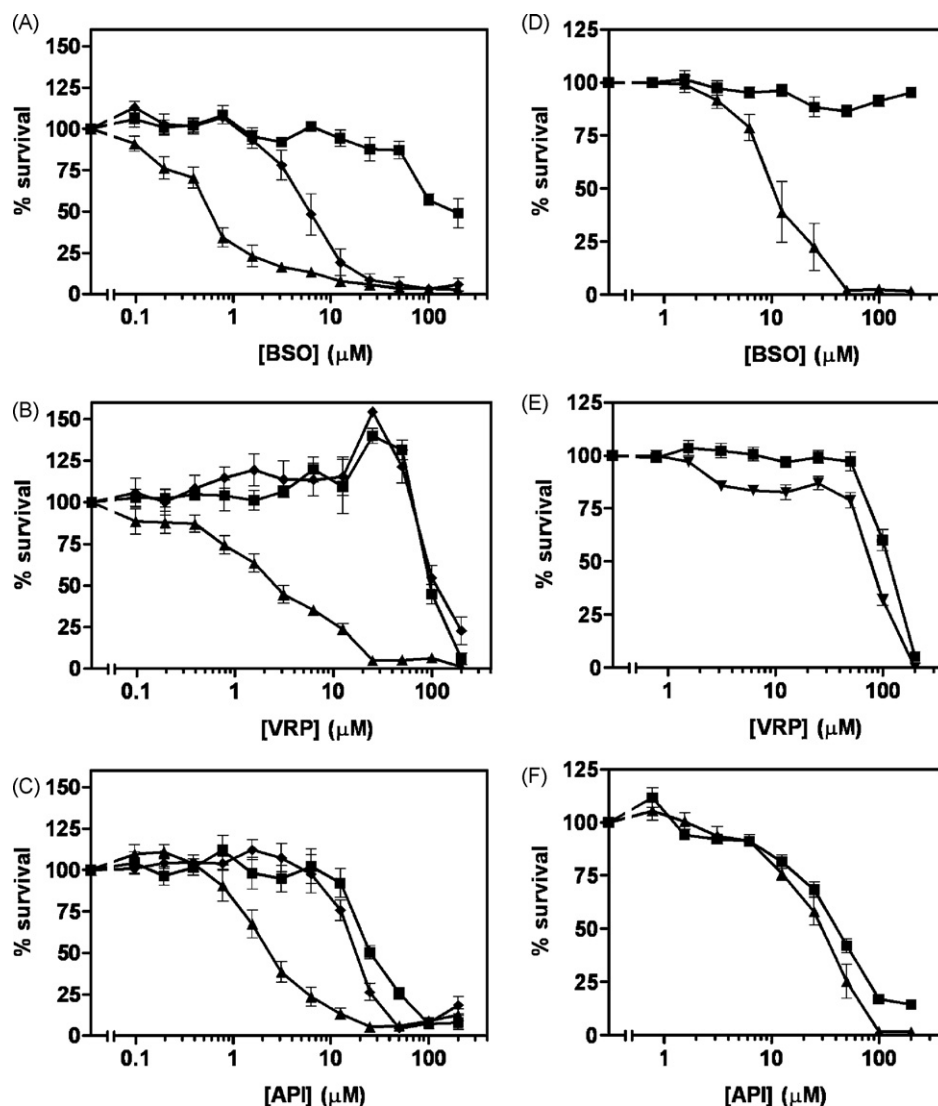 (A)
150
125
100
75
50
25
0
% survival
0.1 1 10 100
[BSO] (μM)
(B)
150
125
100
75
50
25
0
% survival
0.1 1 10 100
[VRP] (μM)
(C)
150
125
100
75
50
25
0
% survival
0.1 1 10 100
[API] (μM)
(D)
125
100
75
50
25
0
% survival
1 10 100
[BSO] (μM)
(E)
125
100
75
50
25
0
% survival
1 10 100
[VRP] (μM)
(F)
125
100
75
50
25
0
% survival
1 10 100
[API] (μM)